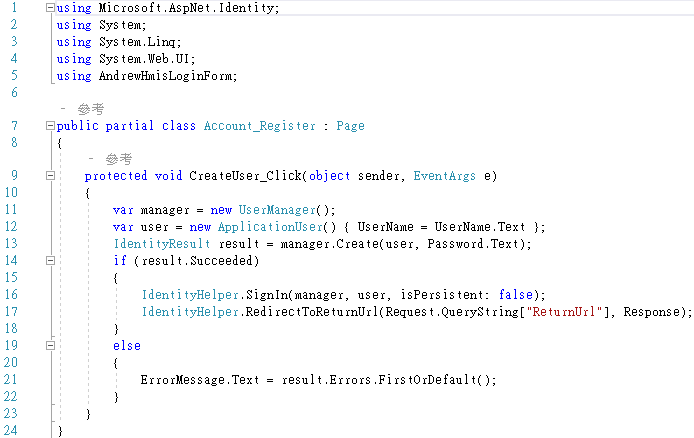 1 using Microsoft.AspNet.Identity;
2 using System;
3 using System.Linq;
4 using System.Web.UI;
5 using AndrewHmisLoginForm;
6
- 參考
7 public partial class Account_Register : Page
8 {
- 參考
9 protected void CreateUser_Click(object sender, EventArgs e)
10 {
11 var manager = new UserManager();
12 var user = new ApplicationUser() { UserName = UserName.Text };
13 IdentityResult result = manager.Create(user, Password.Text);
14 if (result.Succeeded)
15 {
16 IdentityHelper.SignIn(manager, user, isPersistent: false);
17 IdentityHelper.RedirectToReturnUrl(Request.QueryString["ReturnUrl"], Response);
18 }
19 else
20 {
21 ErrorMessage.Text = result.Errors.FirstOrDefault();
22 }
23 }
24 }